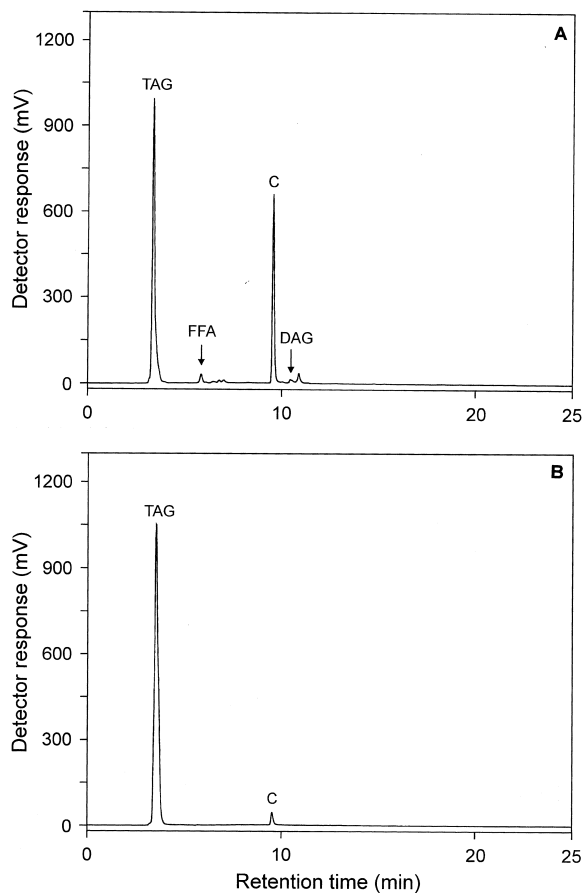 A
1200
TAG
900
C
600
300
FFA
DAG
0
Detector response (mV)
0
10
20
25
B
1200
TAG
900
600
300
C
0
Detector response (mV)
0
10
20
25
Retention time (min)